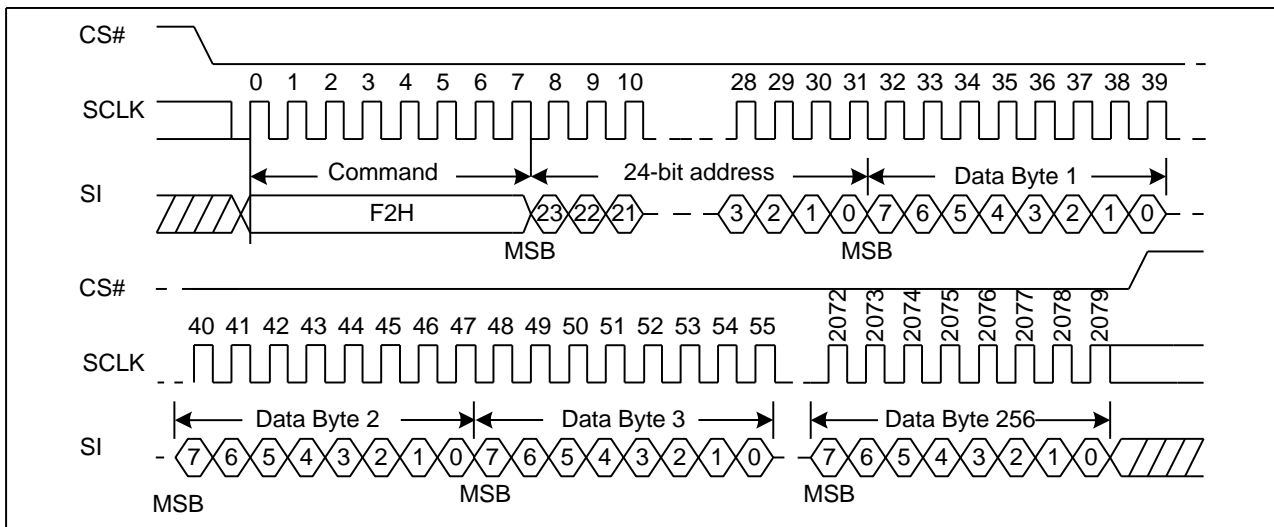 CS#
0 1 2 3 4 5 6 7 8 9 10 28 29 30 31 32 33 34 35 36 37 38 39
SCLK
Command 24-bit address Data Byte 1
SI
F2H 23 22 21 3 2 1 0 7 6 5 4 3 2 1 0
MSB MSB
CS#
40 41 42 43 44 45 46 47 48 49 50 51 52 53 54 55 2072 2073 2074 2075 2076 2077 2078 2079
SCLK
Data Byte 2 Data Byte 3 Data Byte 256
SI
7 6 5 4 3 2 1 0 7 6 5 4 3 2 1 0 7 6 5 4 3 2 1 0
MSB MSB MSB